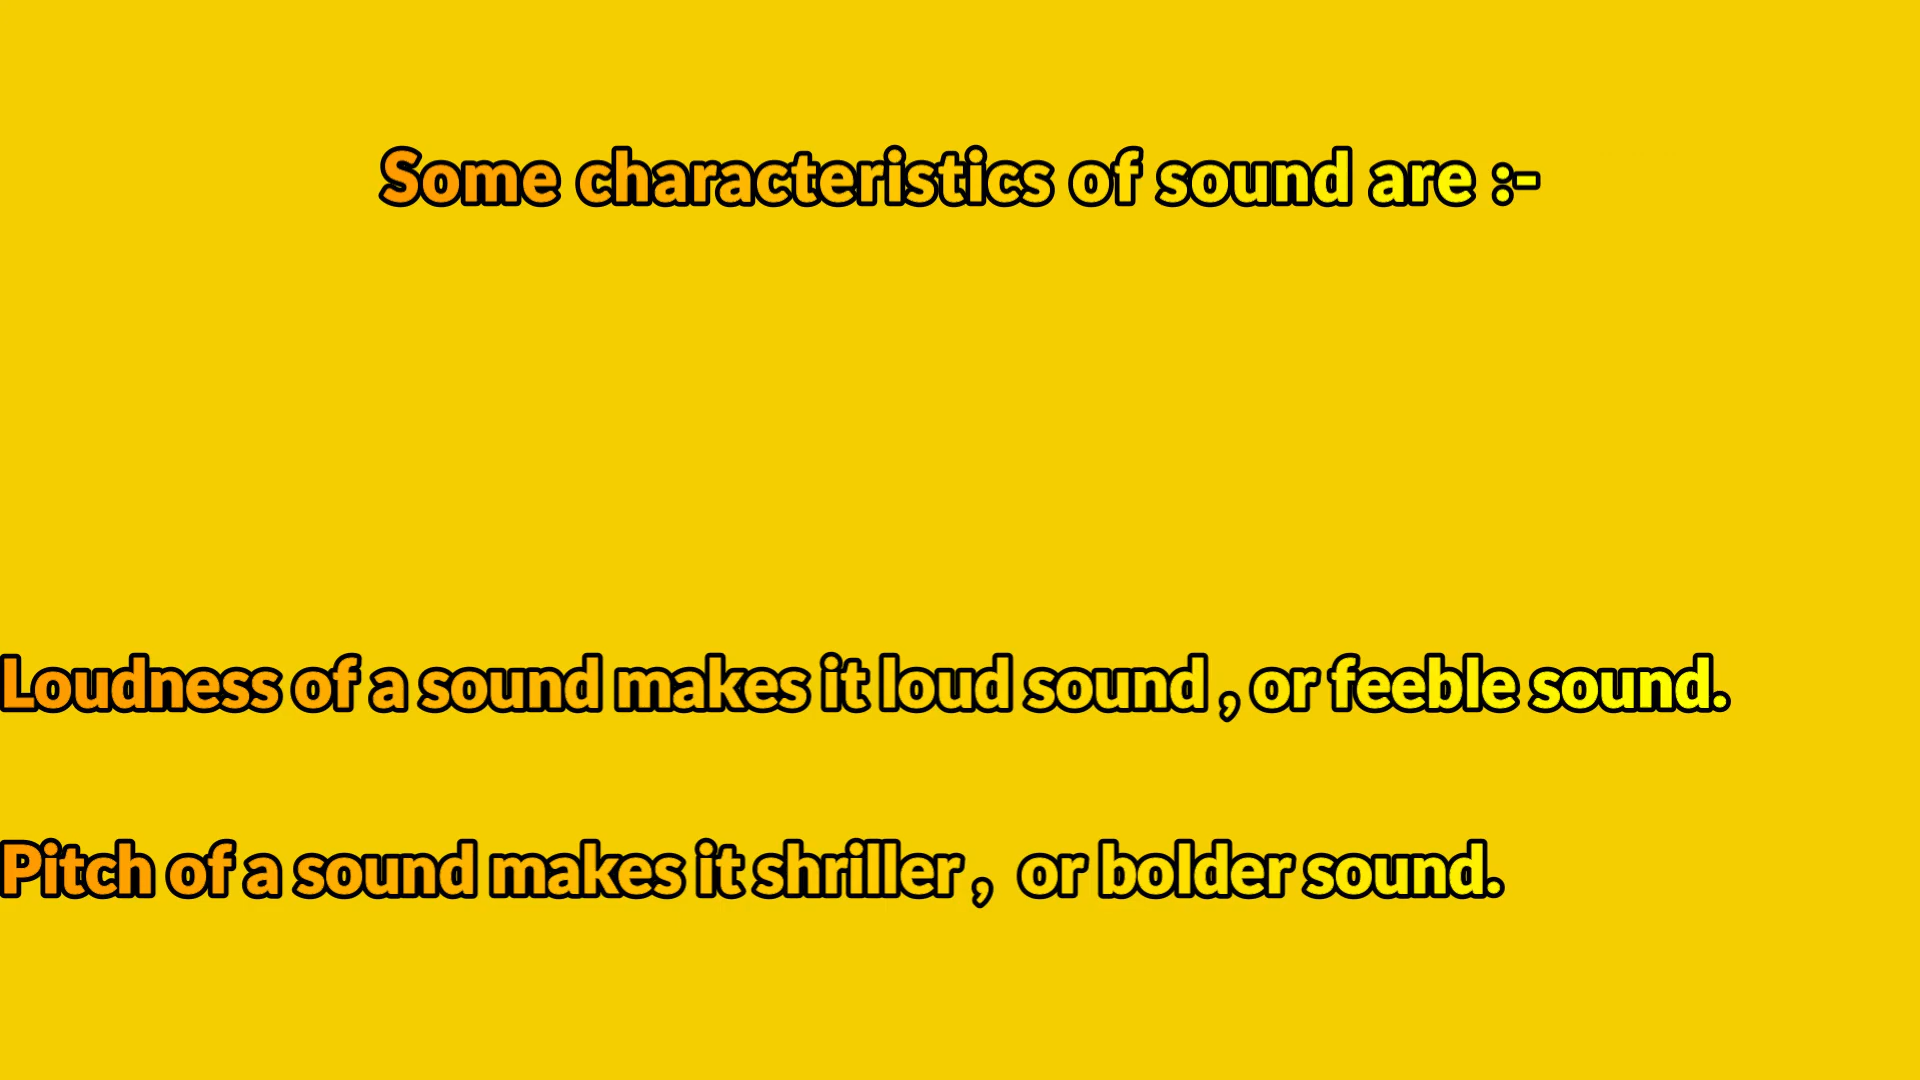 Some characteristics of sound are :-
Loudness of a sound makes it loud sound , or feeble sound.
Pitch of a sound makes it shriller ,  or bolder sound.